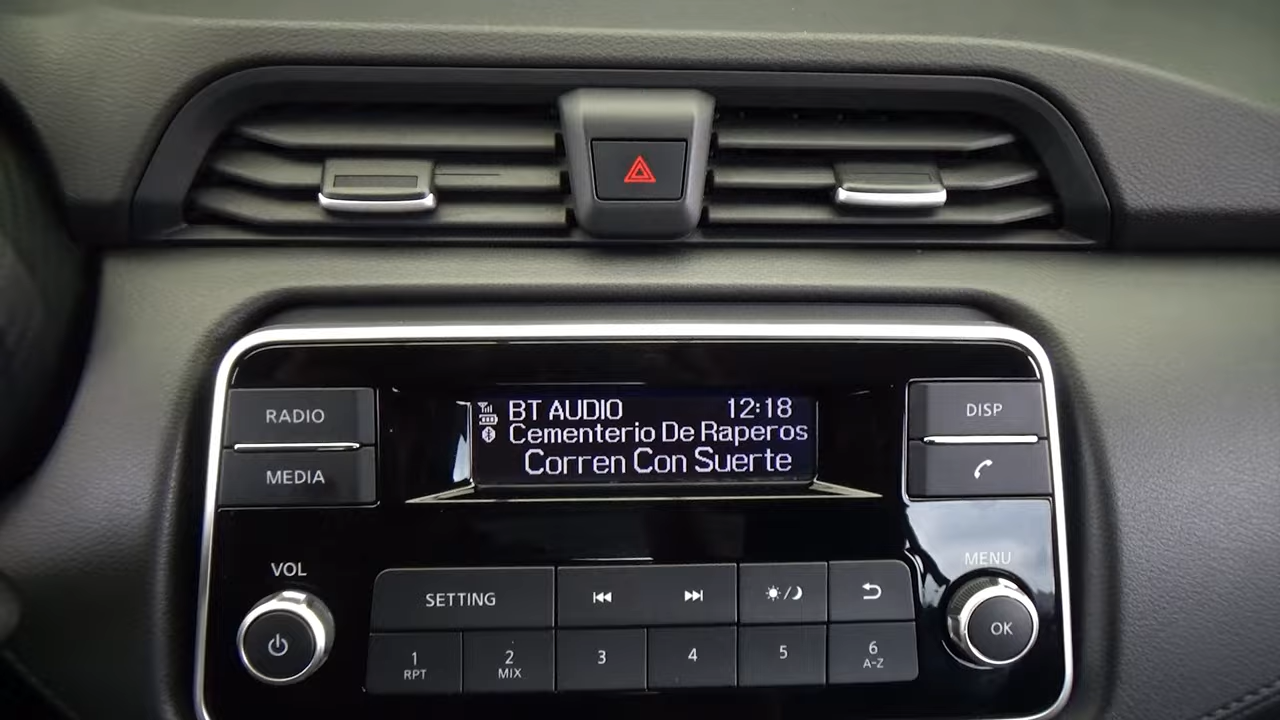 RADIO
MEDIA
BT AUDIO 12:18
Cementerio De Raperos
Corren Con Suerte
DISP
VOL
MENU
SETTING
OK
1
RPT
2
MIX
3
4
5
6
A-Z